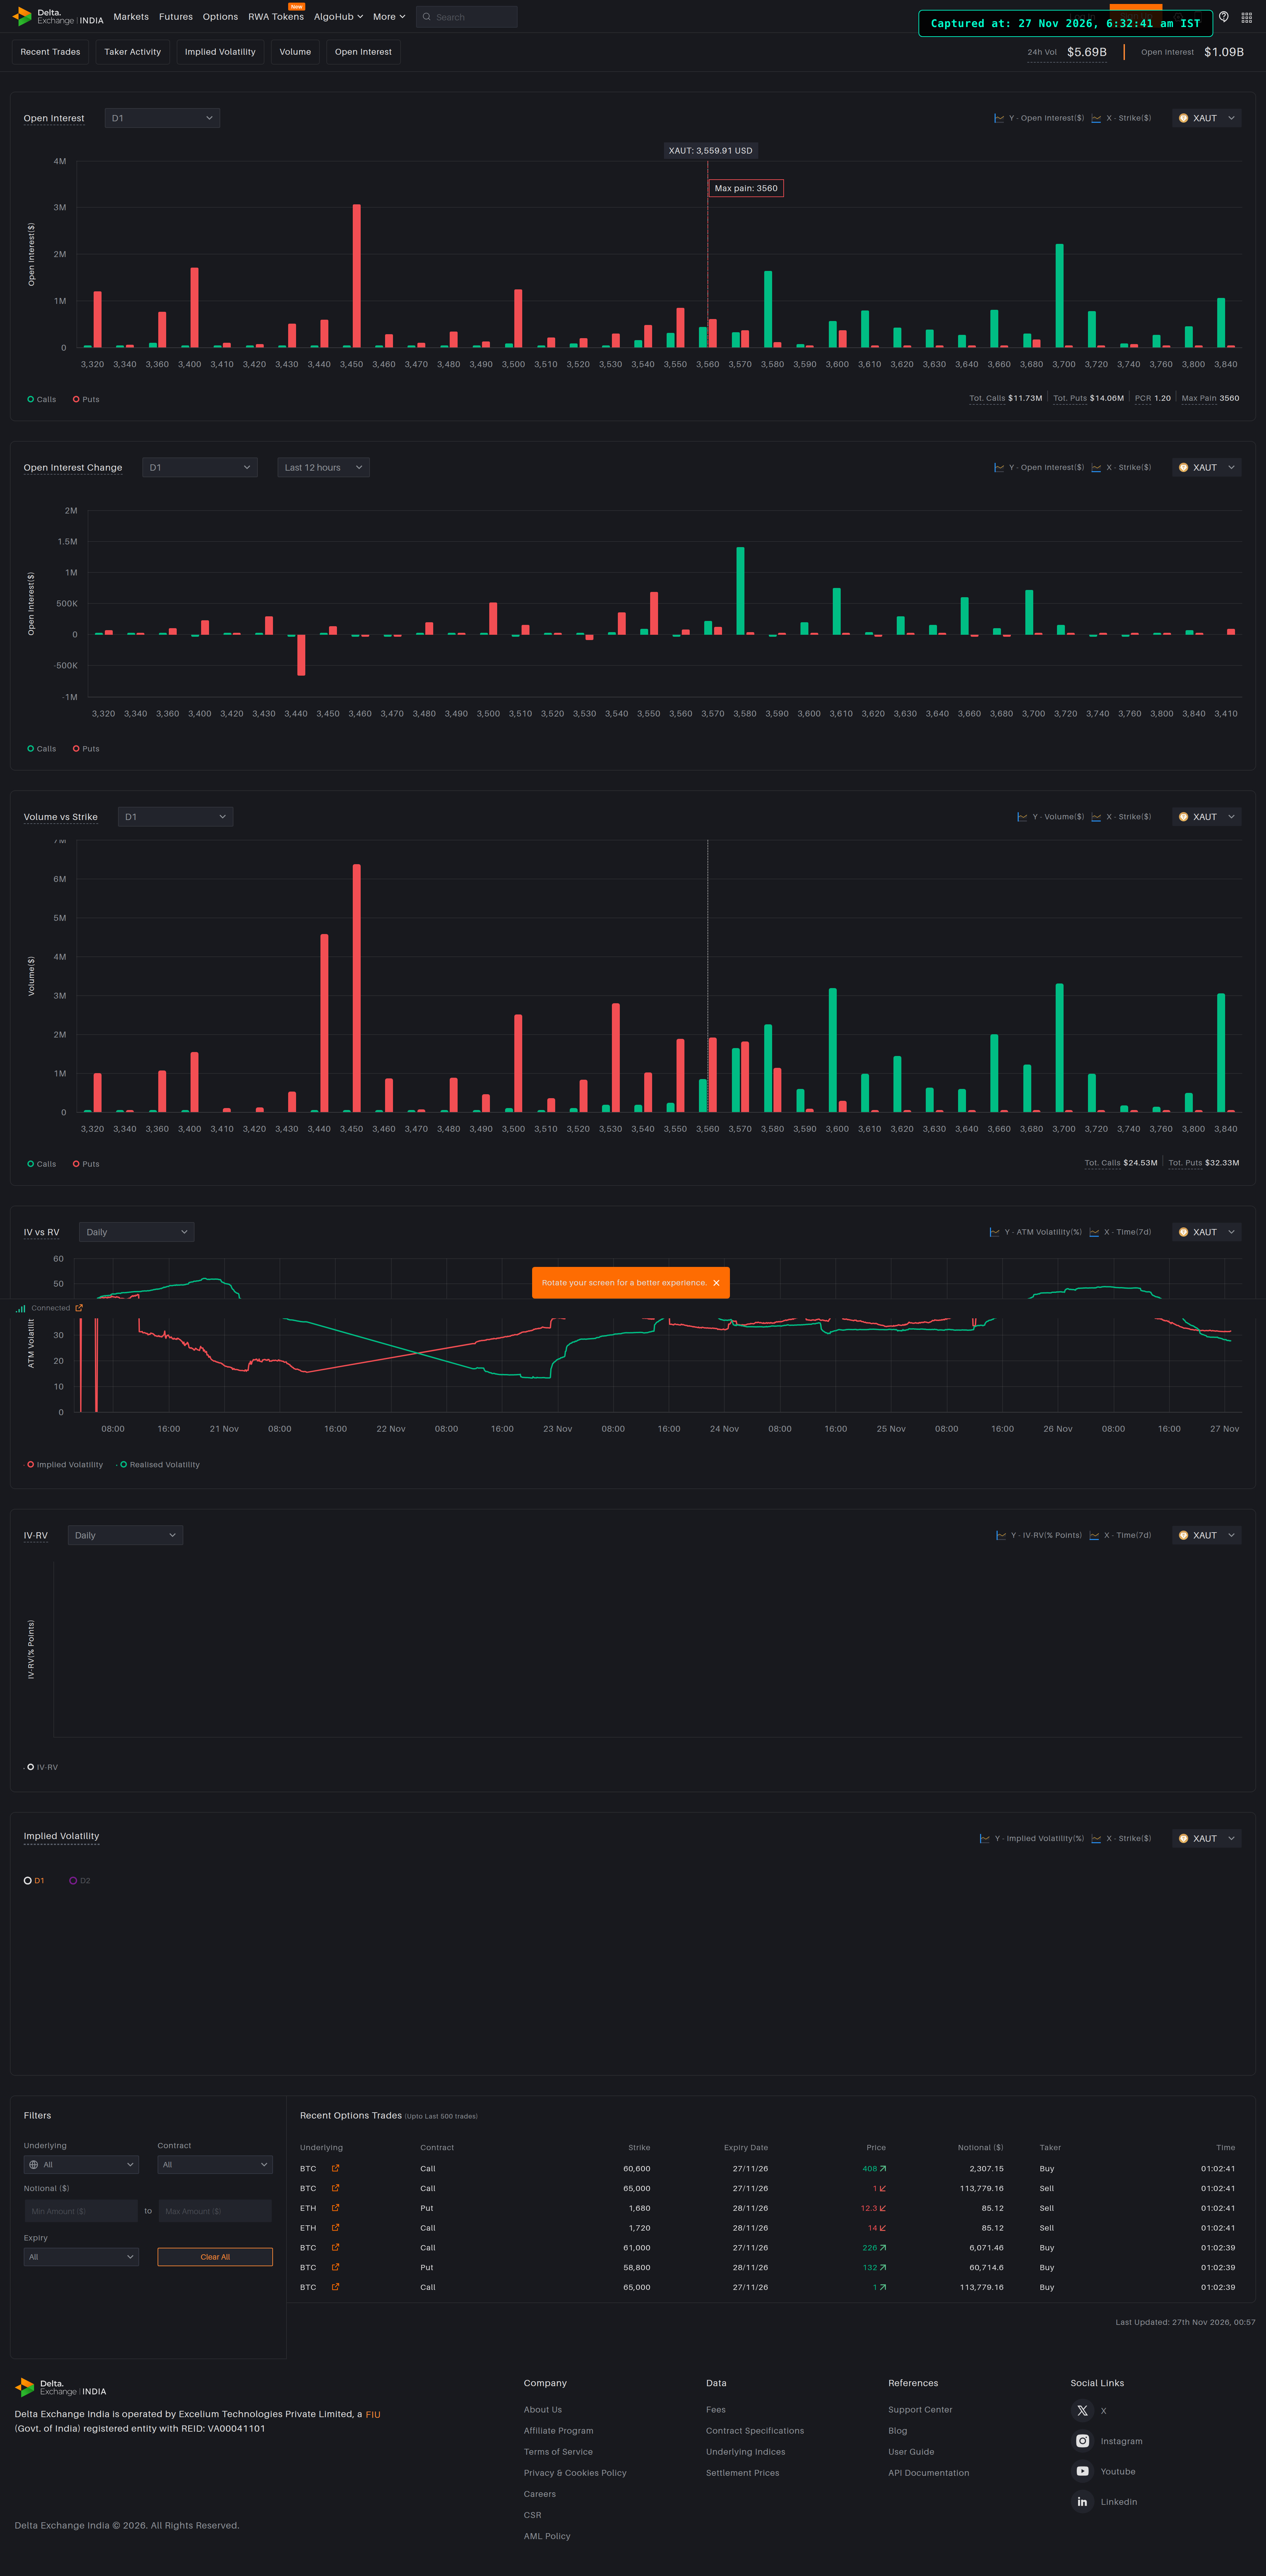 Delta.
Exchange | INDIA
Markets Futures Options RWA Tokens New AlgoHub More Search
Captured at: 27 Nov 2026, 6:32:41 am IST
Recent Trades Taker Activity Implied Volatility Volume Open Interest
24h Vol $5.69B Open Interest $1.09B
Open Interest D1 Y - Open Interest($) X - Strike($) XAUT
XAUT: 3,559.91 USD
Max pain: 3560
4M
3M
2M
1M
0
Open Interest($)
3,320 3,340 3,360 3,400 3,410 3,420 3,430 3,440 3,450 3,460 3,470 3,480 3,490 3,500 3,510 3,520 3,530 3,540 3,550 3,560 3,570 3,580 3,590 3,600 3,610 3,620 3,630 3,640 3,660 3,680 3,700 3,720 3,740 3,760 3,800 3,840
Calls Puts
Tot. Calls $11.73M Tot. Puts $14.06M PCR 1.20 Max Pain 3560
Open Interest Change D1 Last 12 hours Y - Open Interest($) X - Strike($) XAUT
2M
1.5M
1M
500K
0
-500K
-1M
Open Interest($)
3,320 3,340 3,360 3,400 3,420 3,430 3,440 3,450 3,460 3,470 3,480 3,490 3,500 3,510 3,520 3,530 3,540 3,550 3,560 3,570 3,580 3,590 3,600 3,610 3,620 3,630 3,640 3,660 3,680 3,700 3,720 3,740 3,760 3,800 3,840 3,410
Calls Puts
Volume vs Strike D1 Y - Volume($) X - Strike($) XAUT
7M
6M
5M
4M
3M
2M
1M
0
Volume($)
3,320 3,340 3,360 3,400 3,410 3,420 3,430 3,440 3,450 3,460 3,470 3,480 3,490 3,500 3,510 3,520 3,530 3,540 3,550 3,560 3,570 3,580 3,590 3,600 3,610 3,620 3,630 3,640 3,660 3,680 3,700 3,720 3,740 3,760 3,800 3,840
Calls Puts
Tot. Calls $24.53M Tot. Puts $32.33M
IV vs RV Daily Y - ATM Volatility(%) X - Time(7d) XAUT
60
50
Rotate your screen for a better experience.
Connected
30
20
10
0
ATM Volatilit
08:00 16:00 21 Nov 08:00 16:00 22 Nov 08:00 16:00 23 Nov 08:00 16:00 24 Nov 08:00 16:00 25 Nov 08:00 16:00 26 Nov 08:00 16:00 27 Nov
Implied Volatility Realised Volatility
IV-RV Daily Y - IV-RV(% Points) X - Time(7d) XAUT
IV-RV(% Points)
IV-RV
Implied Volatility Y - Implied Volatility(%) X - Strike($) XAUT
D1 D2
Filters
Underlying Contract
All All
Notional ($)
Min Amount ($) to Max Amount ($)
Expiry
All Clear All
Recent Options Trades (Upto Last 500 trades)
Underlying Contract Strike Expiry Date Price Notional ($) Taker Time
BTC Call 60,600 27/11/26 408 2,307.15 Buy 01:02:41
BTC Call 65,000 27/11/26 1 113,779.16 Sell 01:02:41
ETH Put 1,680 28/11/26 12.3 85.12 Sell 01:02:41
ETH Call 1,720 28/11/26 14 85.12 Sell 01:02:41
BTC Call 61,000 27/11/26 226 6,071.46 Buy 01:02:39
BTC Put 58,800 28/11/26 132 60,714.6 Buy 01:02:39
BTC Call 65,000 27/11/26 1 113,779.16 Buy 01:02:39
Last Updated: 27th Nov 2026, 00:57
Delta.
Exchange | INDIA
Delta Exchange India is operated by Excelium Technologies Private Limited, a FIU
(Govt. of India) registered entity with REID: VA00041101
Delta Exchange India © 2026. All Rights Reserved.
Company
About Us
Affiliate Program
Terms of Service
Privacy & Cookies Policy
Careers
CSR
AML Policy
Data
Fees
Contract Specifications
Underlying Indices
Settlement Prices
References
Support Center
Blog
User Guide
API Documentation
Social Links
X
Instagram
Youtube
Linkedin